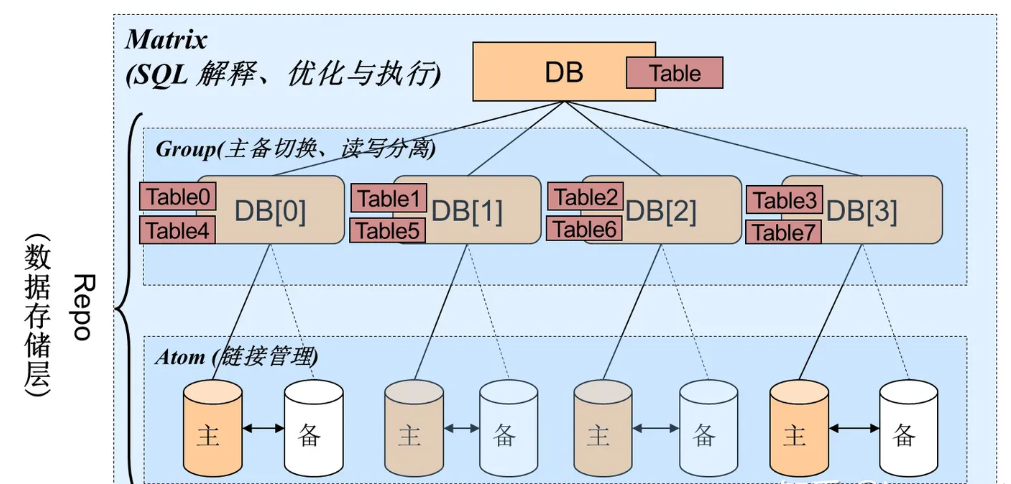 Matrix
(SQL 解释、优化与执行)
DB
Table
Group(主备切换、读写分离)
Table0
Table4
DB[0]
Table1
Table5
DB[1]
Table2
Table6
DB[2]
Table3
Table7
DB[3]
Repo
(数据存储层)
Atom (链接管理)
主
备
主
备
主
备
主
备